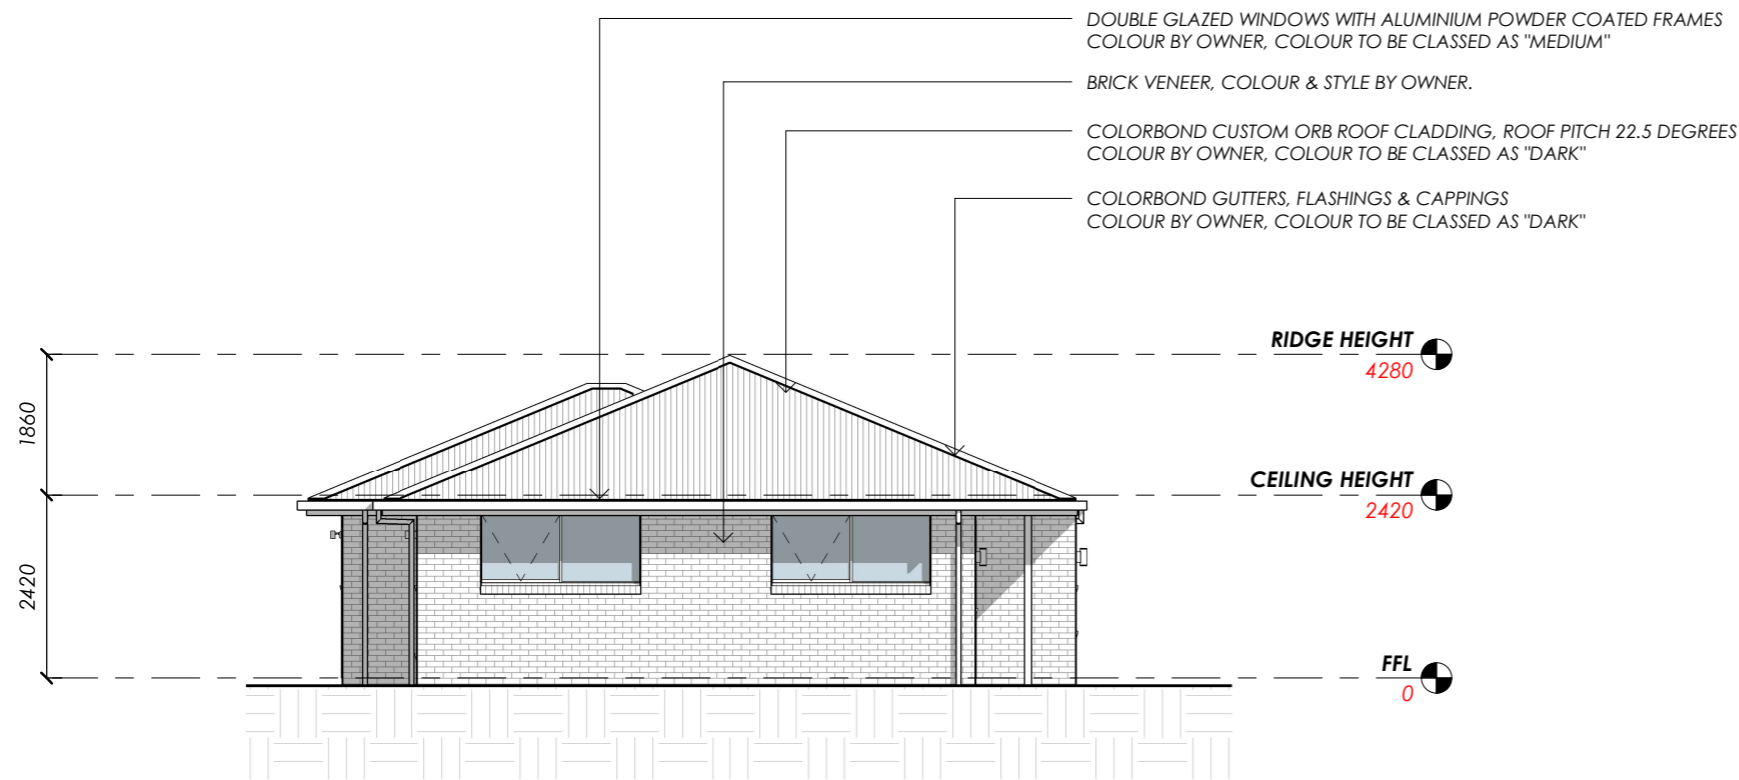 DOUBLE GLAZED WINDOWS WITH ALUMINIUM POWDER COATED FRAMES
COLOUR BY OWNER, COLOUR TO BE CLASSED AS "MEDIUM"
BRICK VENEER, COLOUR & STYLE BY OWNER.
COLORBOND CUSTOM ORB ROOF CLADDING, ROOF PITCH 22.5 DEGREES
COLOUR BY OWNER, COLOUR TO BE CLASSED AS "DARK"
COLORBOND GUTTERS, FLASHINGS & CAPPINGS
COLOUR BY OWNER, COLOUR TO BE CLASSED AS "DARK"
RIDGE HEIGHT
4280
1860
CEILING HEIGHT
2420
2420
FFL
0